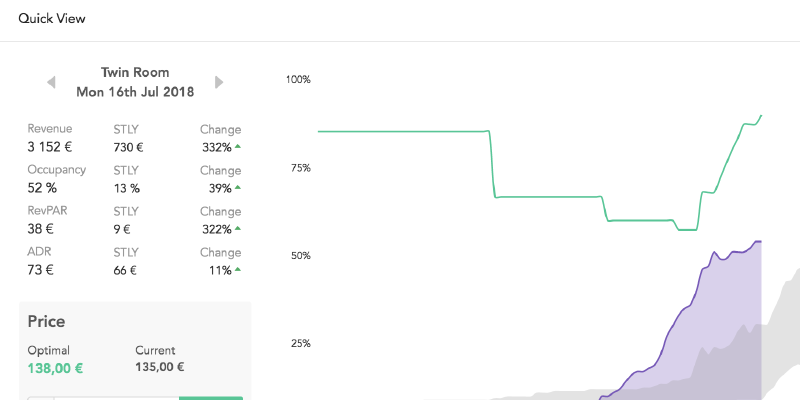 Quick View
Twin Room
Mon 16th Jul 2018
Revenue STLY Change
3 152 € 730 € 332%
Occupancy STLY Change
52 % 13 % 39%
RevPAR STLY Change
38 € 9 € 322%
ADR STLY Change
73 € 66 € 11%
Price
Optimal Current
138,00 € 135,00 €
100%
75%
50%
25%